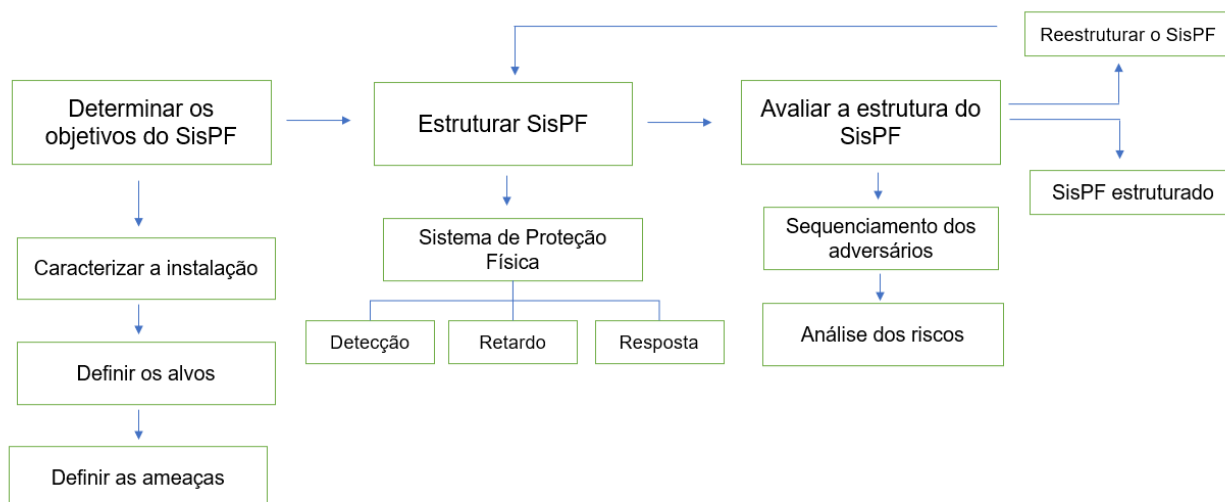 Reestruturar o SisPF
Determinar os
objetivos do SisPF
Estruturar SisPF
Avaliar a estrutura do
SisPF
SisPF estruturado
Caracterizar a instalação
Definir os alvos
Definir as ameaças
Sistema de Proteção
Física
Detecção
Retardo
Resposta
Sequenciamento dos
adversários
Análise dos riscos